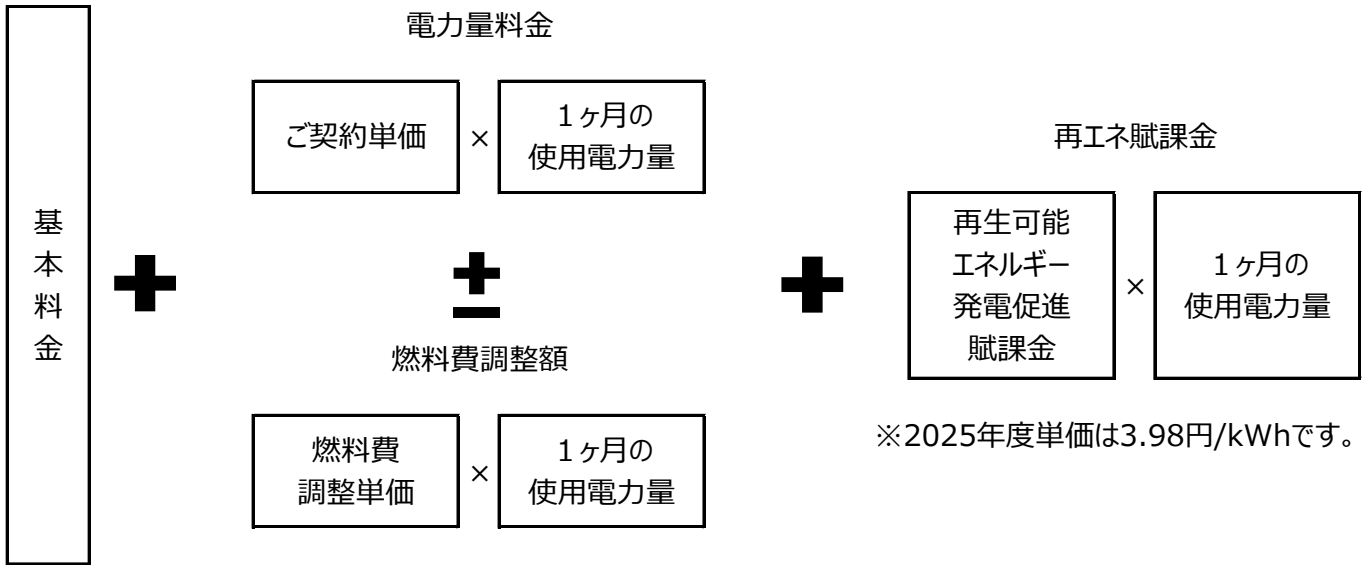 基本料金
電力量料金
ご契約単価
×
1ヶ月の
使用電力量
燃料費調整額
燃料費
調整単価
×
1ヶ月の
使用電力量
再エネ賦課金
再生可能
エネルギー
発電促進
賦課金
×
1ヶ月の
使用電力量
※2025年度単価は3.98円/kWhです。